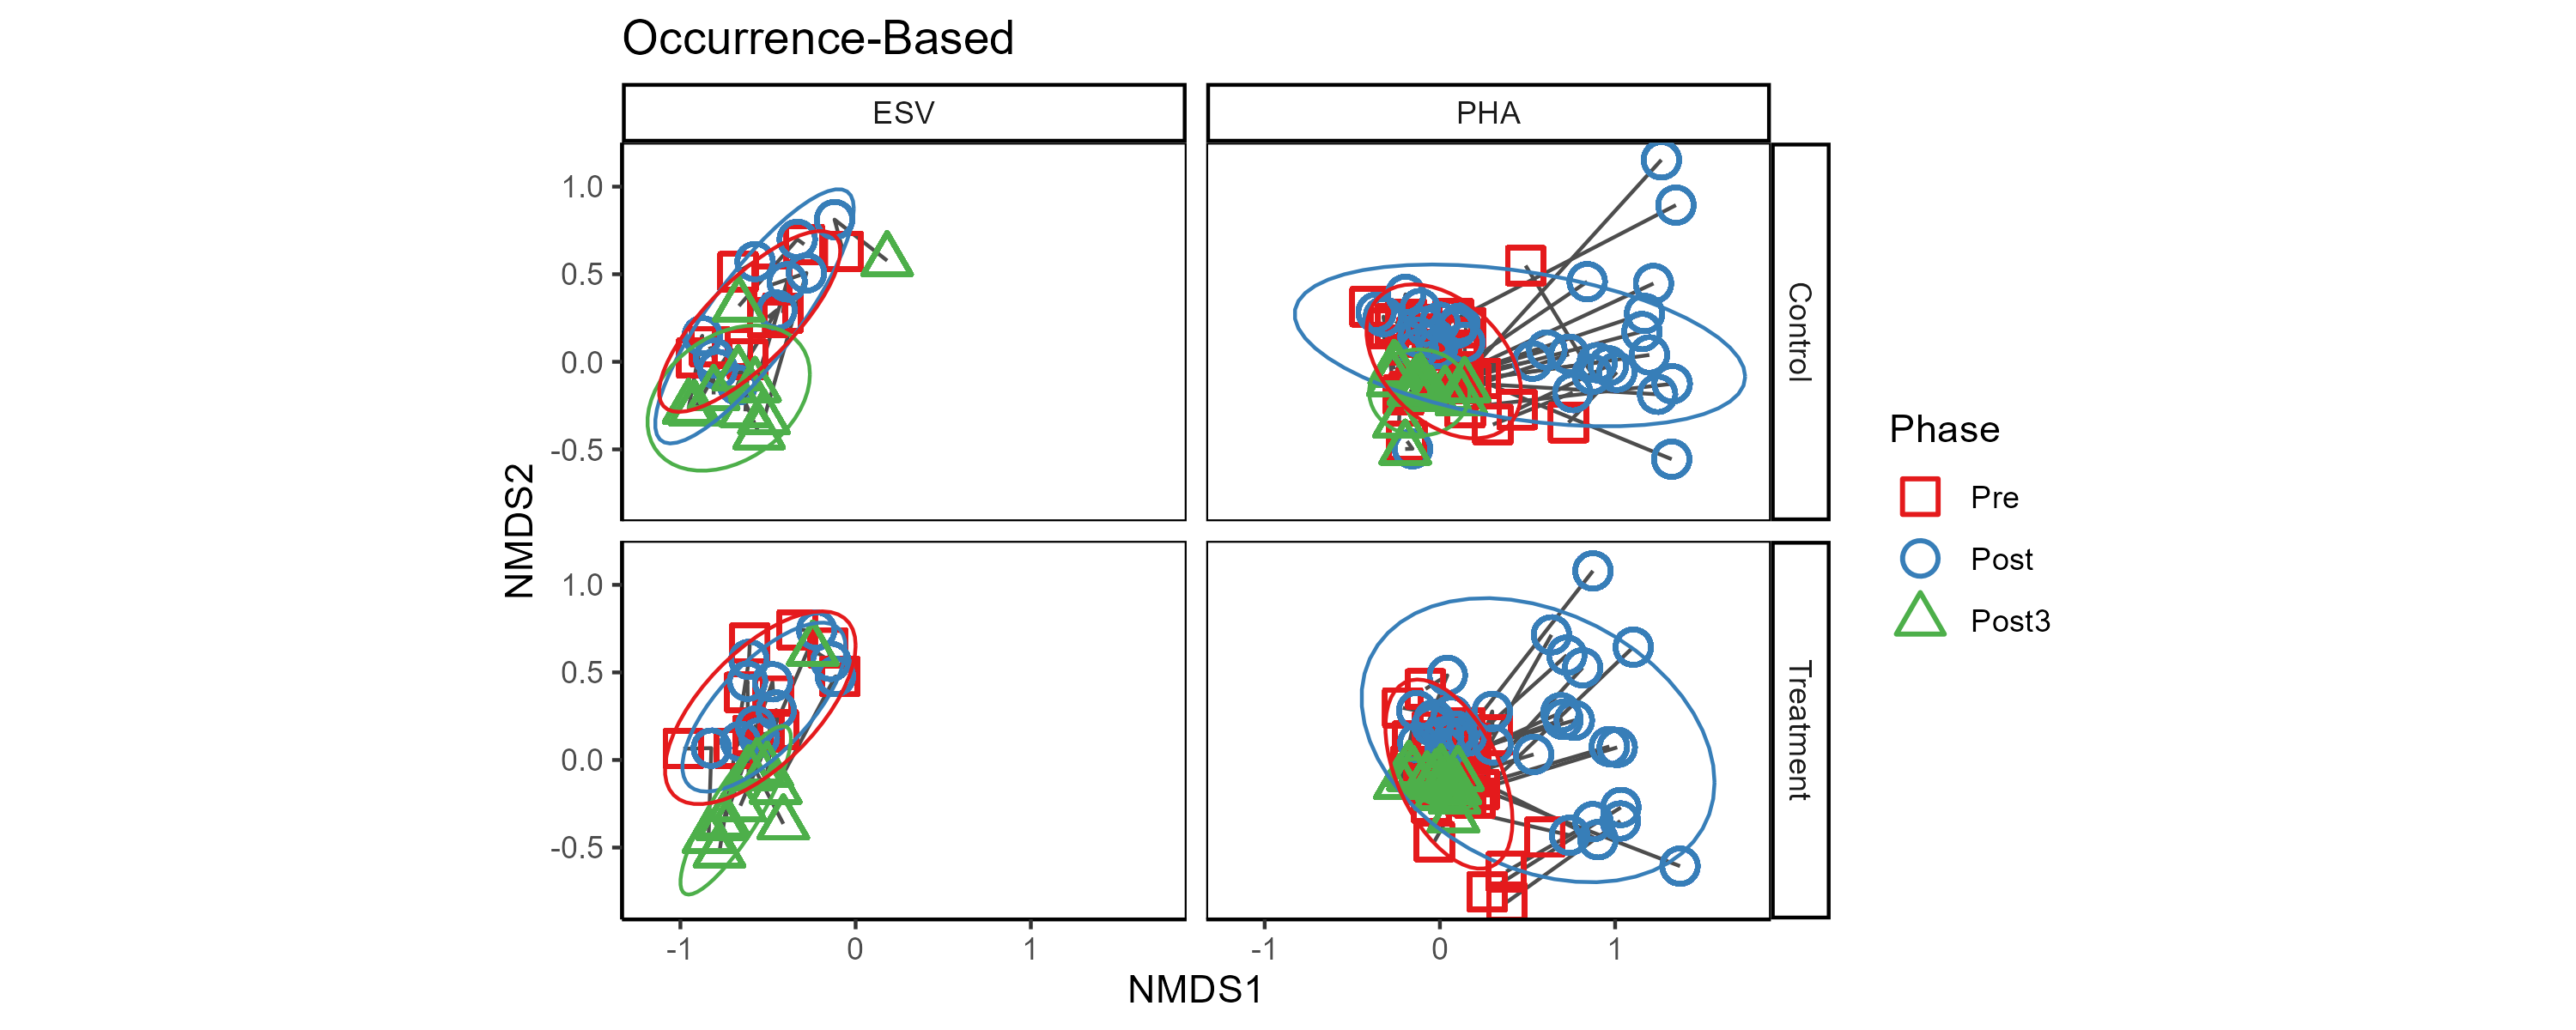 Occurrence-Based
ESV
PHA
1.0
0.5
0.0
-0.5
Control
1.0
0.5
0.0
-0.5
Treatment
-1
0
1
-1
0
1
NMDS1
NMDS2
Phase
Pre
Post
Post3